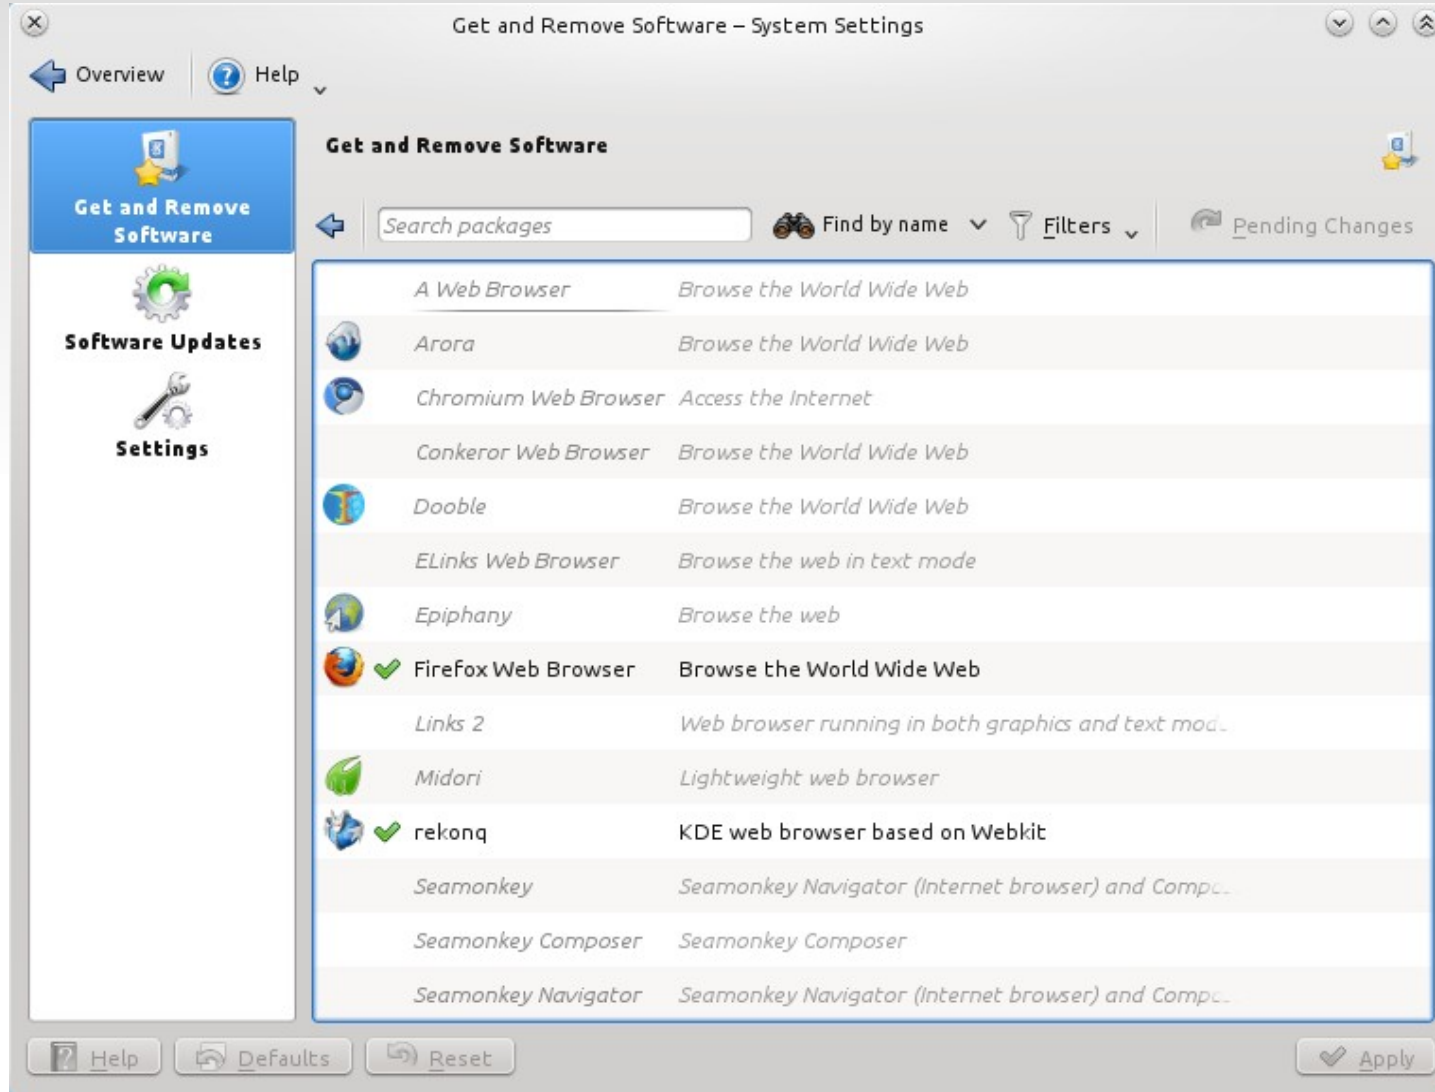 Get and Remove Software – System Settings
Overview Help
Get and Remove Software
Software Updates
Settings
Get and Remove Software
Search packages Find by name Filters Pending Changes
A Web Browser Browse the World Wide Web
Arora Browse the World Wide Web
Chromium Web Browser Access the Internet
Conkeror Web Browser Browse the World Wide Web
Dooble Browse the World Wide Web
ELinks Web Browser Browse the web in text mode
Epiphany Browse the web
Firefox Web Browser Browse the World Wide Web
Links 2 Web browser running in both graphics and text mod..
Midori Lightweight web browser
rekonq KDE web browser based on Webkit
Seamonkey Seamonkey Navigator (Internet browser) and Compo..
Seamonkey Composer Seamonkey Composer
Seamonkey Navigator Seamonkey Navigator (Internet browser) and Compo..
Help Defaults Reset Apply